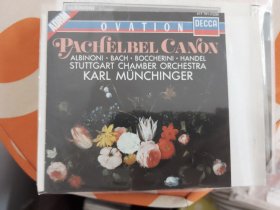 OVATION
DECCA
PACHELBEL CANON
ALBINONI · BACH · BOCCHERINI · HANDEL
STUTTGART CHAMBER ORCHESTRA
KARL MÜNCHINGER